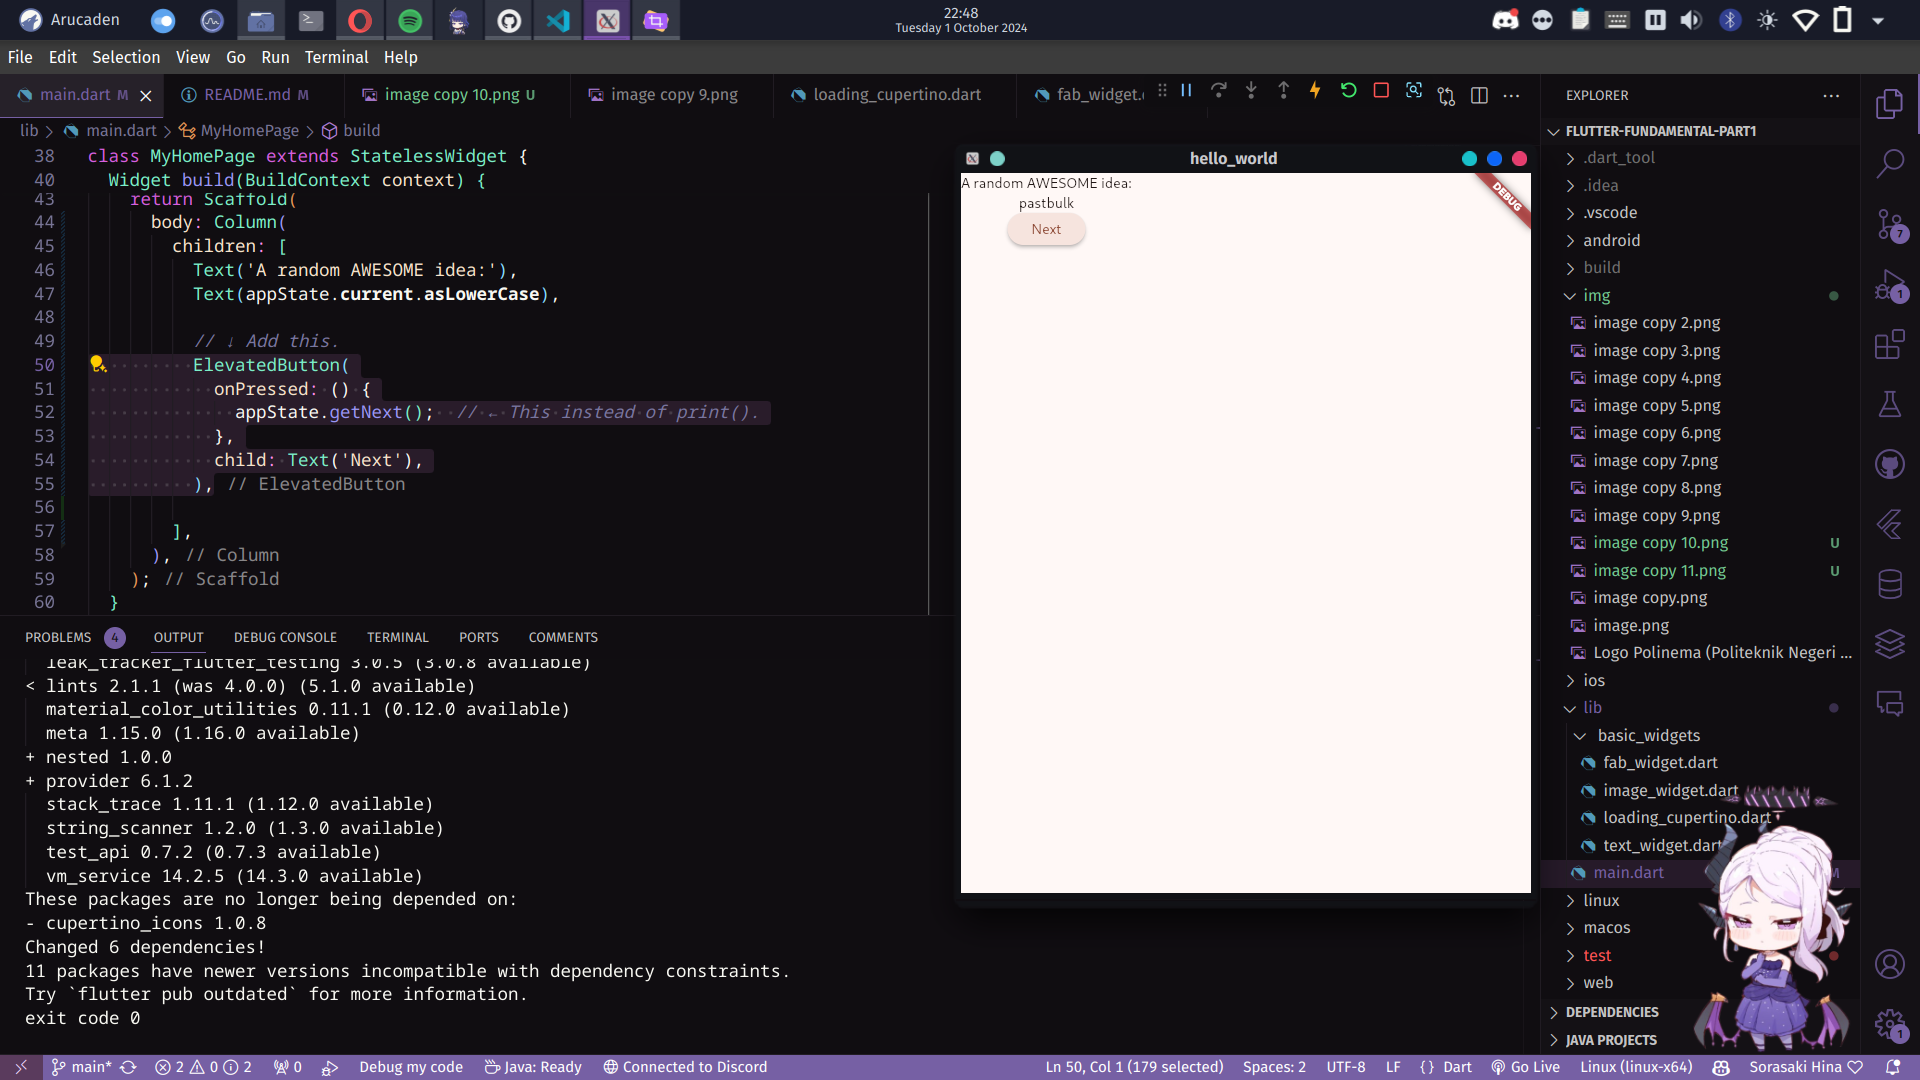 Arucaden
22:48
Tuesday 1 October 2024
File Edit Selection View Go Run Terminal Help
main.dart M
README.md M
image copy 10.png U
image copy 9.png
loading_cupertino.dart
fab_widget.
lib > main.dart > MyHomePage > build
38 class MyHomePage extends StatelessWidget {
40 Widget build(BuildContext context) {
43 return Scaffold(
44 body: Column(
45 children: [
46 Text('A random AWESOME idea:'),
47 Text(appState.current.asLowerCase),
48
49 // ↓ Add this.
50 ElevatedButton(
51 onPressed: () {
52 appState.getNext(); // ← This instead of print().
53 },
54 child: Text('Next'),
55 ), // ElevatedButton
56
57 ],
58 ), // Column
59 ); // Scaffold
60 }
hello_world
A random AWESOME idea:
pastbulk
Next
DEBUG
PROBLEMS 4 OUTPUT DEBUG CONSOLE TERMINAL PORTS COMMENTS
leak_tracker_flutter_testing 3.0.5 (3.0.8 available)
< lints 2.1.1 (was 4.0.0) (5.1.0 available)
material_color_utilities 0.11.1 (0.12.0 available)
meta 1.15.0 (1.16.0 available)
+ nested 1.0.0
+ provider 6.1.2
stack_trace 1.11.1 (1.12.0 available)
string_scanner 1.2.0 (1.3.0 available)
test_api 0.7.2 (0.7.3 available)
vm_service 14.2.5 (14.3.0 available)
These packages are no longer being depended on:
- cupertino_icons 1.0.8
Changed 6 dependencies!
11 packages have newer versions incompatible with dependency constraints.
Try `flutter pub outdated` for more information.
exit code 0
EXPLORER
FLUTTER-FUNDAMENTAL-PART1
.dart_tool
.idea
.vscode
android
build
img
image copy 2.png
image copy 3.png
image copy 4.png
image copy 5.png
image copy 6.png
image copy 7.png
image copy 8.png
image copy 9.png
image copy 10.png U
image copy 11.png U
image copy.png
image.png
Logo Polinema (Politeknik Negeri ...
ios
lib
basic_widgets
fab_widget.dart
image_widget.dart
loading_cupertino.dart
text_widget.dart
main.dart M
linux
macos
test
web
DEPENDENCIES
JAVA PROJECTS
7
1
1
main* 2 0 2 0 Debug my code Java: Ready Connected to Discord
Ln 50, Col 1 (179 selected) Spaces: 2 UTF-8 LF {} Dart Go Live Linux (linux-x64) Sorasaki Hina